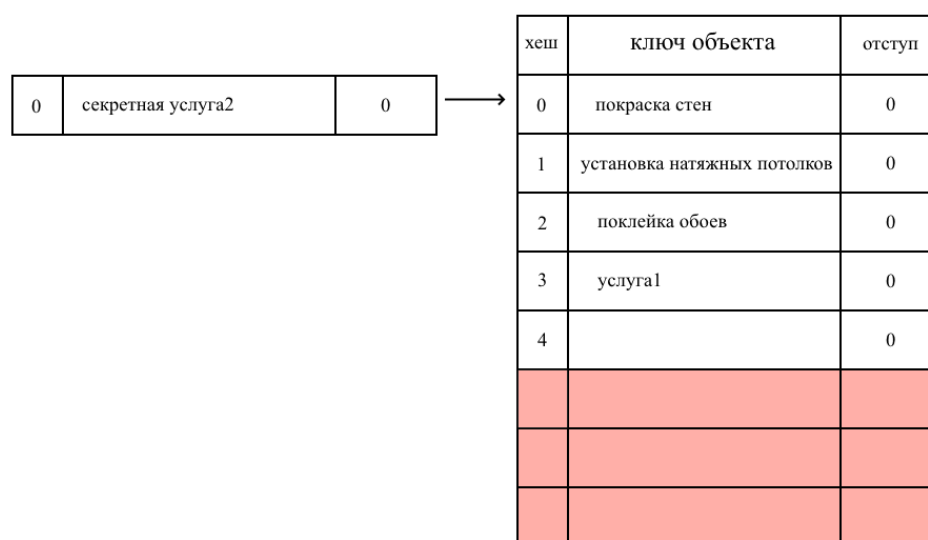 хеш ключ объекта отступ
0 секретная услуга2 0
0 покраска стен 0
1 установка натяжных потолков 0
2 поклейка обоев 0
3 услуга1 0
4 0